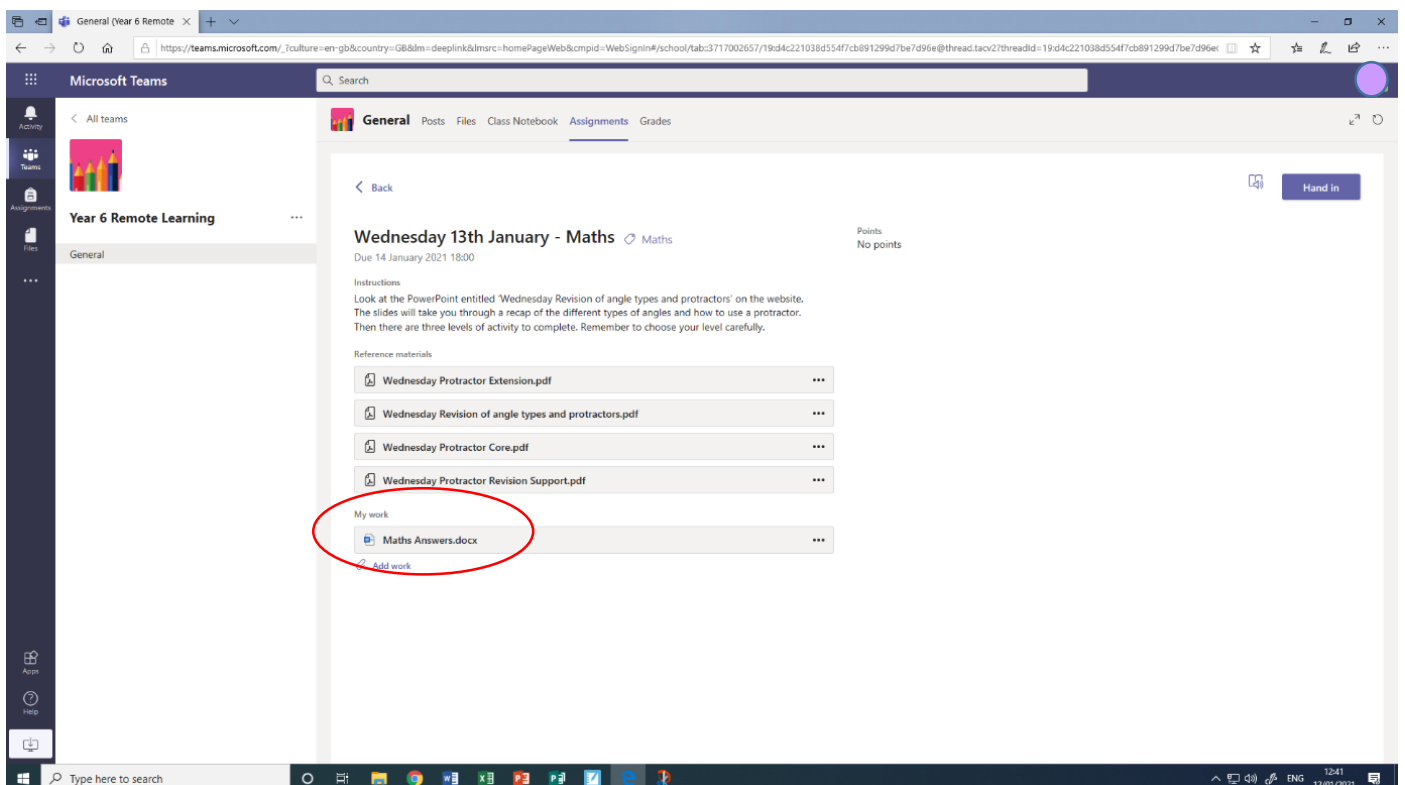 General (Year 6 Remote
https://teams.microsoft.com/_?culture=en-gb&country=GB&lm=deeplink&lmsrc=homePageWeb&cmpid=WebSignIn#/school/tab:3717002657/19:d4c221038d554f7cb891299d7be7d96e@thread.tacv2?threadId=19:d4c221038d554f7cb891299d7be7d96e
Microsoft Teams
Search
Activity
Teams
Assignments
Files
Apps
Help
All teams
Year 6 Remote Learning
General
General Posts Files Class Notebook Assignments Grades
Back
Hand in
Wednesday 13th January - Maths Maths
Due 14 January 2021 18:00
Points
No points
Instructions
Look at the PowerPoint entitled 'Wednesday Revision of angle types and protractors' on the website.
The slides will take you through a recap of the different types of angles and how to use a protractor.
Then there are three levels of activity to complete. Remember to choose your level carefully.
Reference materials
Wednesday Protractor Extension.pdf
Wednesday Revision of angle types and protractors.pdf
Wednesday Protractor Core.pdf
Wednesday Protractor Revision Support.pdf
My work
Maths Answers.docx
Add work
Type here to search
ENG
12:41
12/01/2021